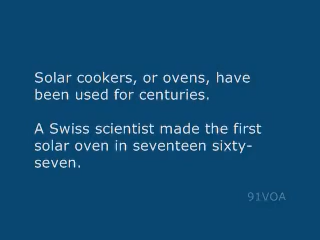 Solar cookers, or ovens, have
been used for centuries.
A Swiss scientist made the first
solar oven in seventeen sixty-
seven.
91VOA